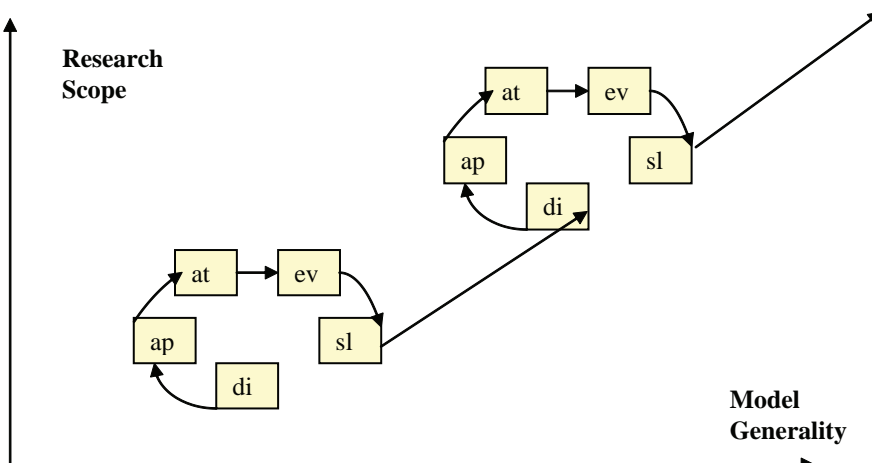 Research
Scope
at
ev
ap
sl
di
at
ev
ap
sl
di
Model
Generality